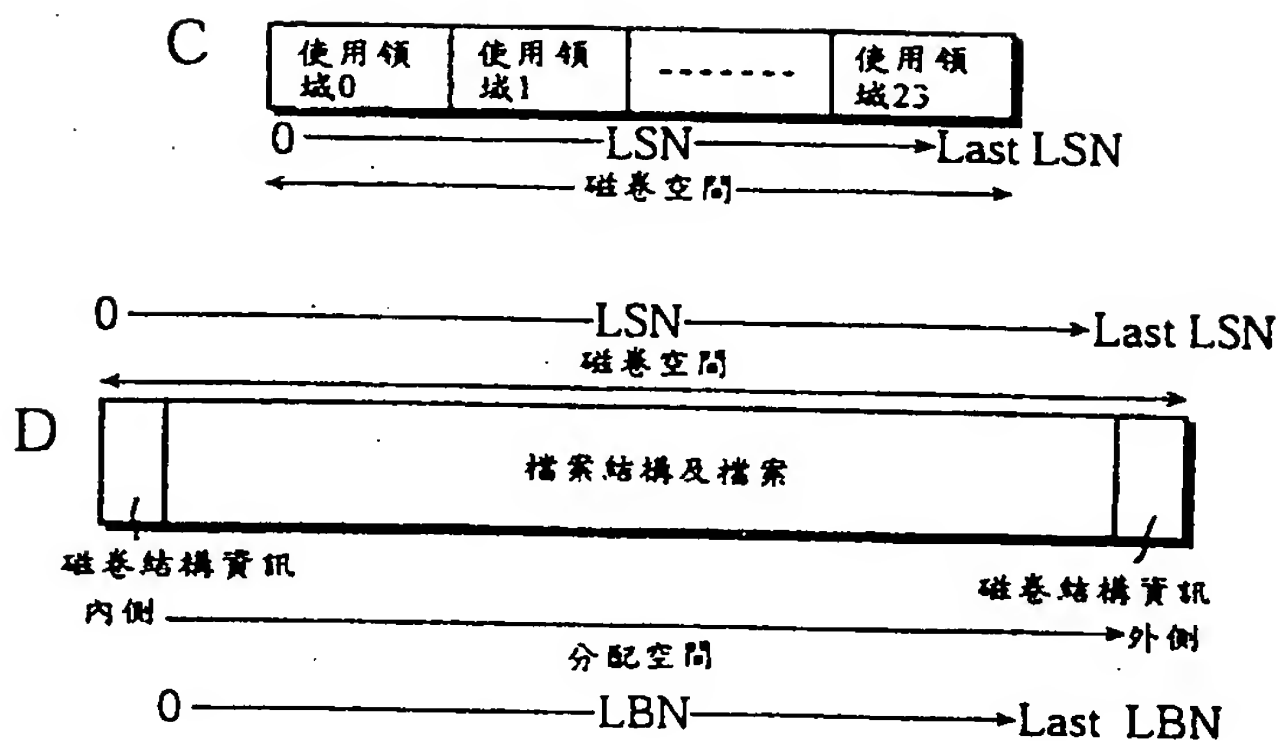 C
使用領
域0
使用領
域1
使用領
域23
0 LSN Last LSN
磁卷空間
0 LSN Last LSN
磁卷空間
D
檔案結構及檔案
磁卷結構資訊
磁卷結構資訊
內側
外側
分配空間
0 LBN Last LBN